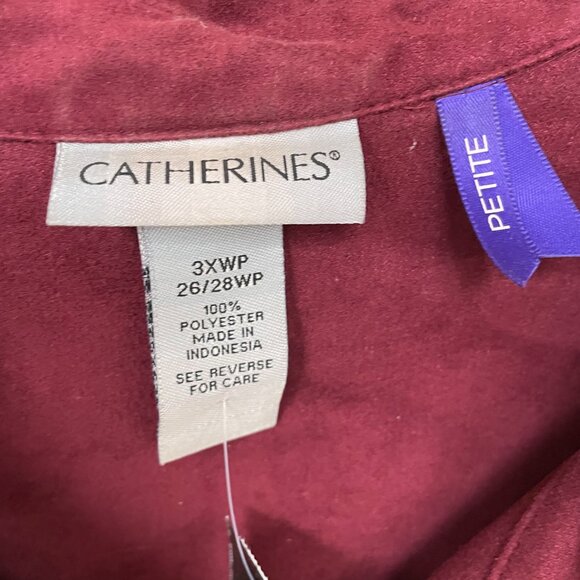 CATHERINES®
PETITE
3XWP
26/28WP
100%
POLYESTER
MADE IN
INDONESIA
SEE REVERSE
FOR CARE